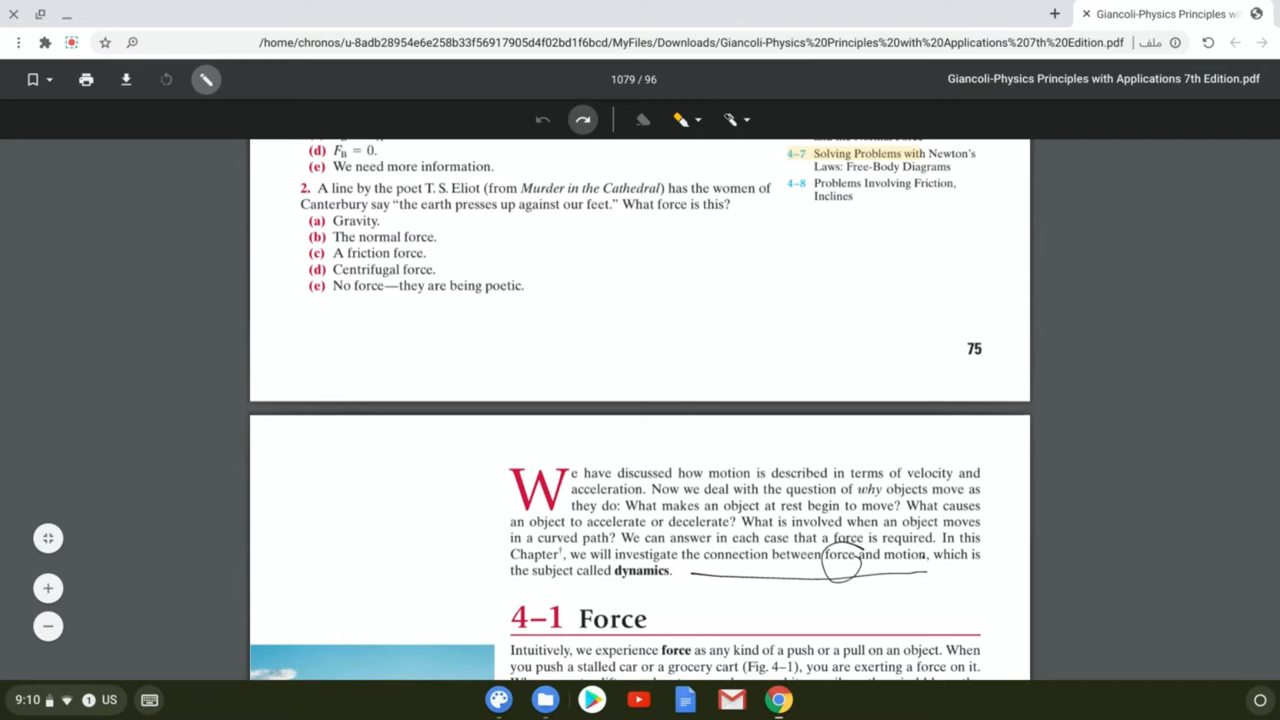 Giancoli-Physics Principles wi
/home/chronos/u-8adb28954e6e258b33f56917905d4f02bd1f6bcd/MyFiles/Downloads/Giancoli-Physics%20Principles%20with%20Applications%207th%20Edition.pdf | ملف
1079 / 96
Giancoli-Physics Principles with Applications 7th Edition.pdf
(d) F_B = 0.
(e) We need more information.
2. A line by the poet T. S. Eliot (from Murder in the Cathedral) has the women of
Canterbury say “the earth presses up against our feet.” What force is this?
(a) Gravity.
(b) The normal force.
(c) A friction force.
(d) Centrifugal force.
(e) No force—they are being poetic.
4–7 Solving Problems with Newton’s
Laws: Free-Body Diagrams
4–8 Problems Involving Friction,
Inclines
75
We have discussed how motion is described in terms of velocity and
acceleration. Now we deal with the question of why objects move as
they do: What makes an object at rest begin to move? What causes
an object to accelerate or decelerate? What is involved when an object moves
in a curved path? We can answer in each case that a force is required. In this
Chapter†, we will investigate the connection between force and motion, which is
the subject called dynamics.
4–1 Force
Intuitively, we experience force as any kind of a push or a pull on an object. When
you push a stalled car or a grocery cart (Fig. 4–1), you are exerting a force on it.
9:10
1
US